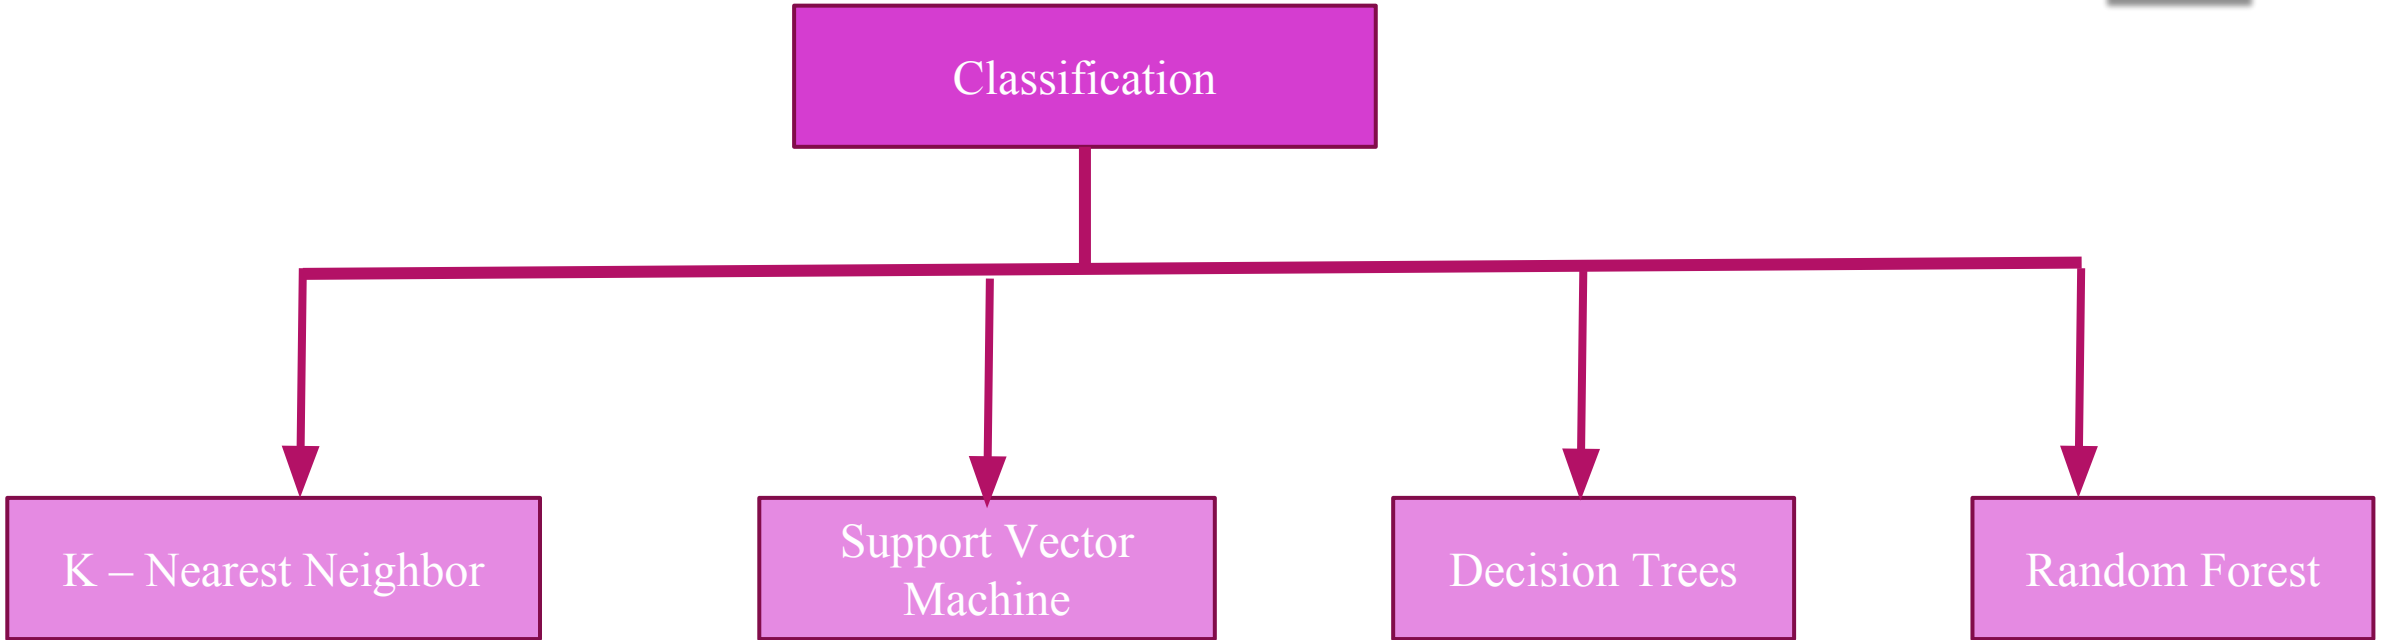 Classification
K – Nearest Neighbor
Support Vector
Machine
Decision Trees
Random Forest